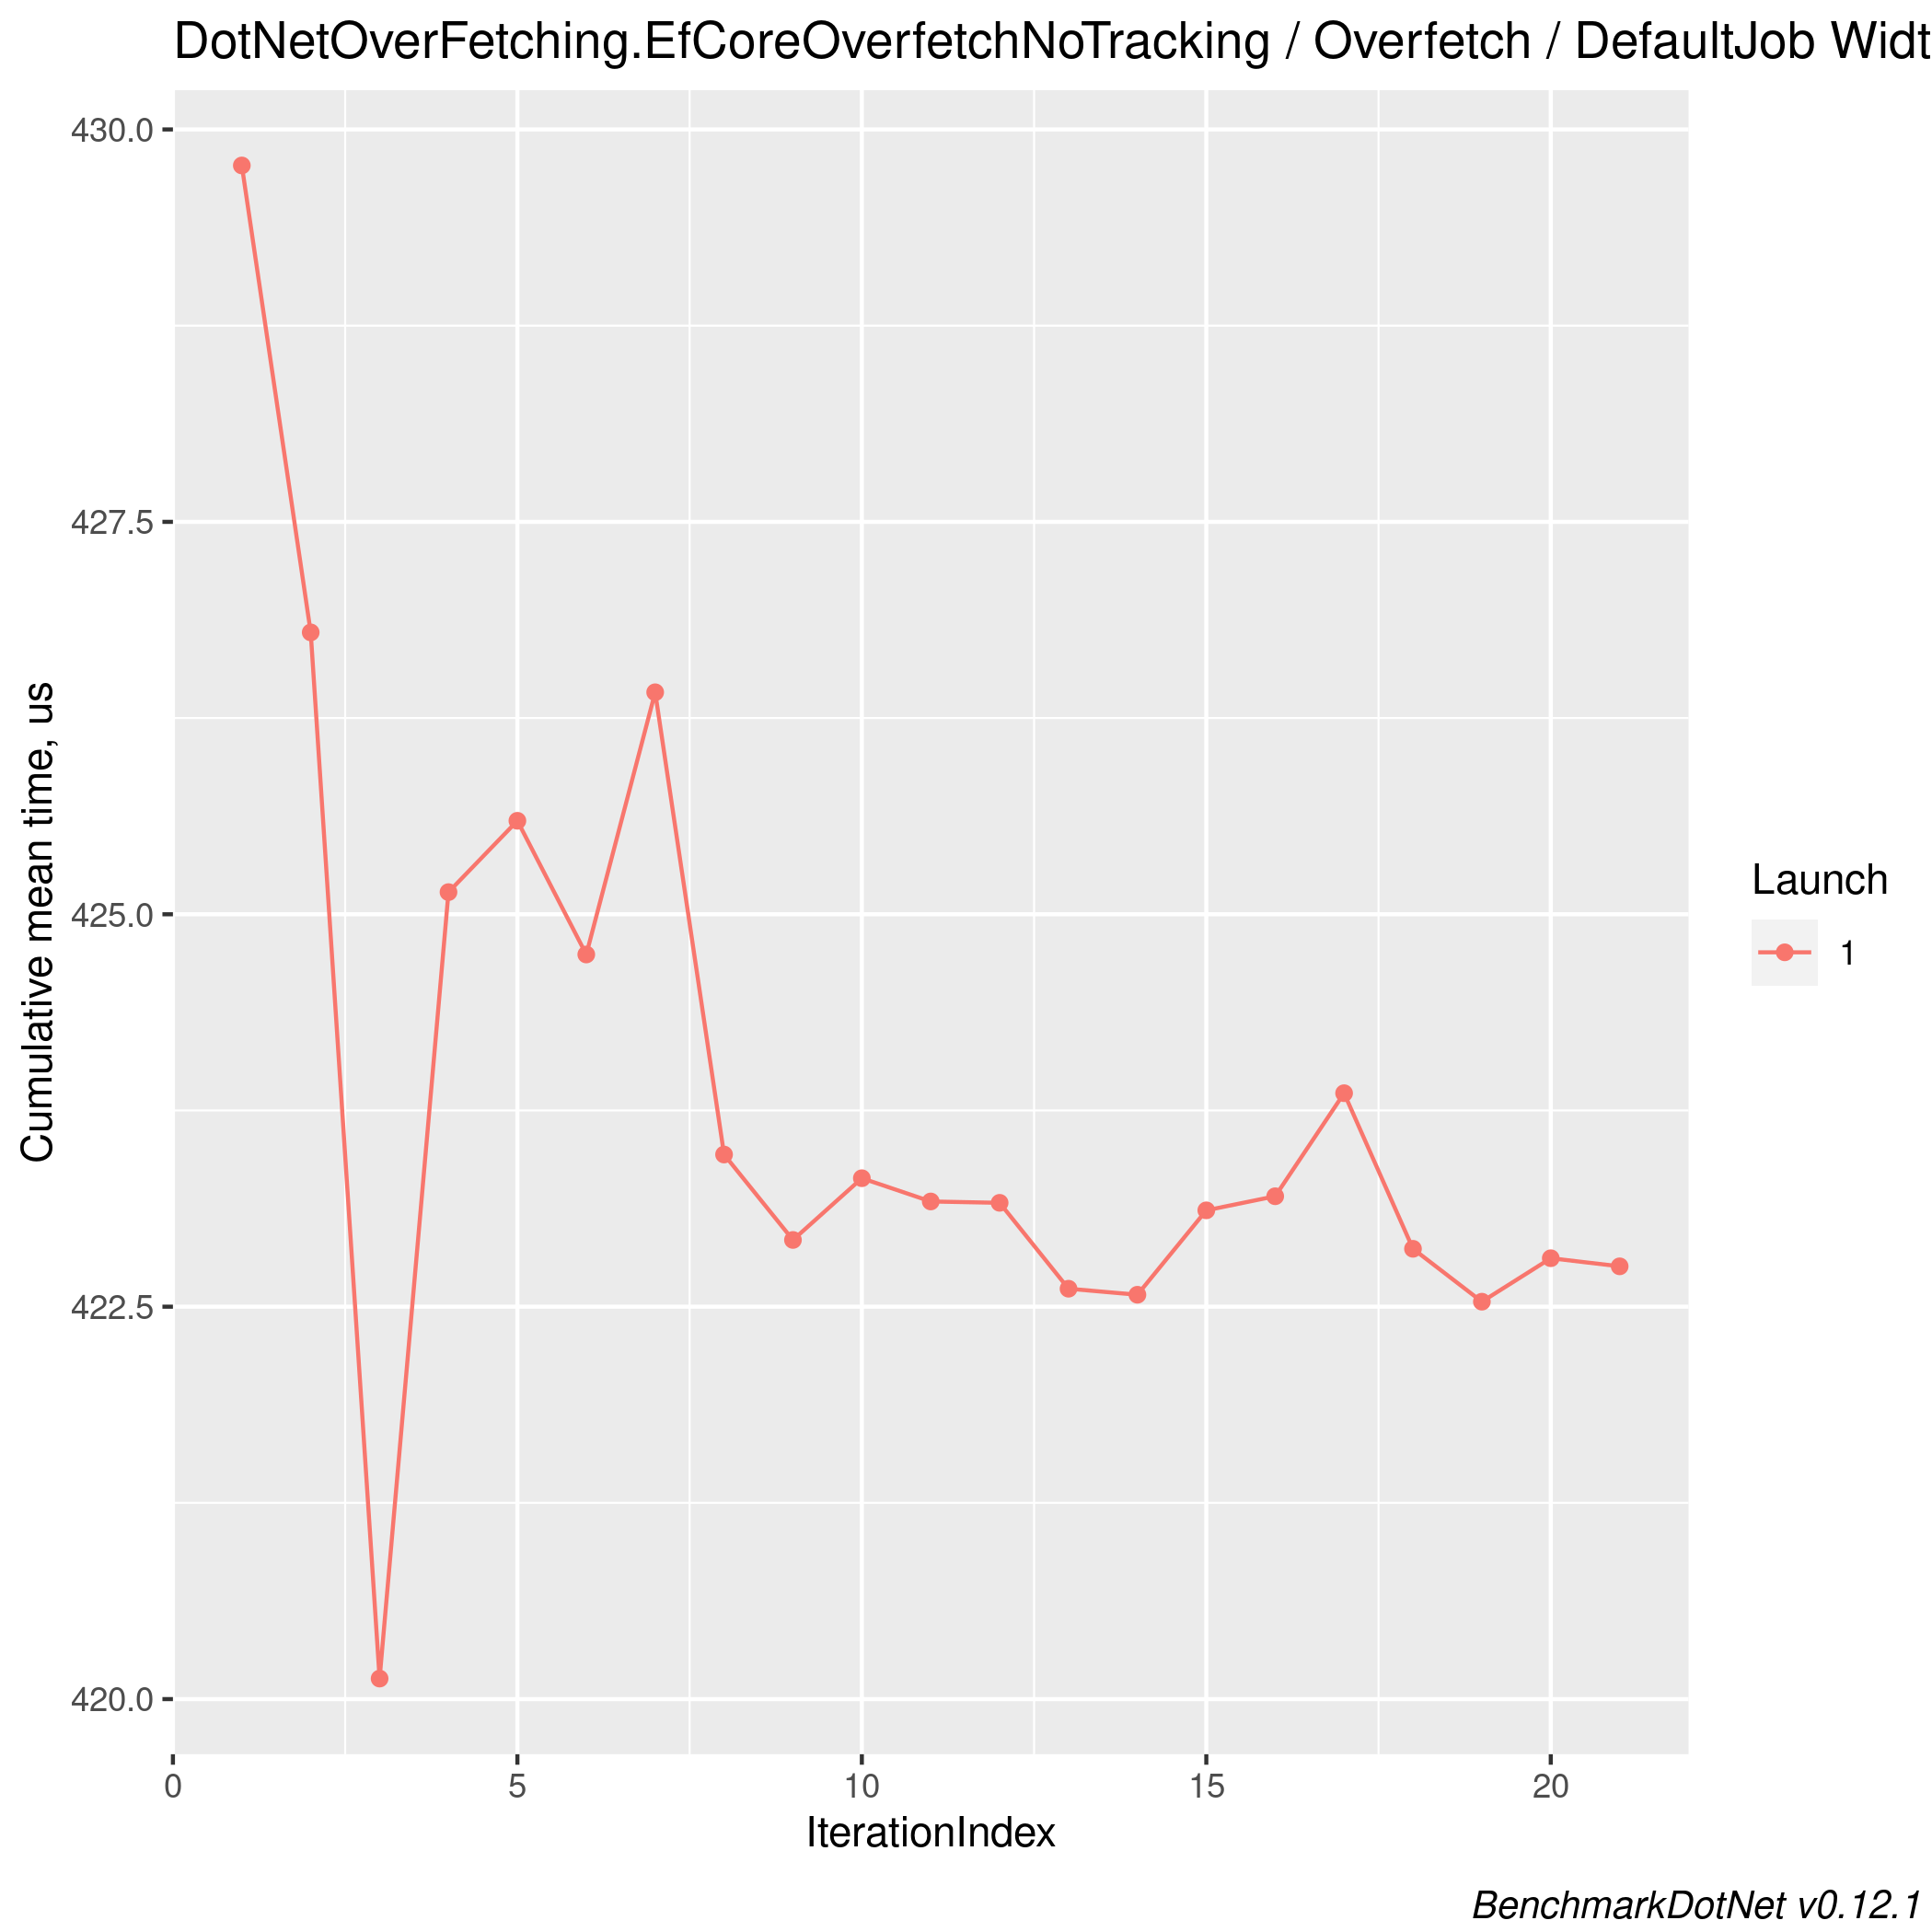 DotNetOverFetching.EfCoreOverfetchNoTracking / Overfetch / DefaultJob Widt
Cumulative mean time, us
430.0
427.5
425.0
422.5
420.0
0 5 10 15 20
IterationIndex
Launch
1
BenchmarkDotNet v0.12.1